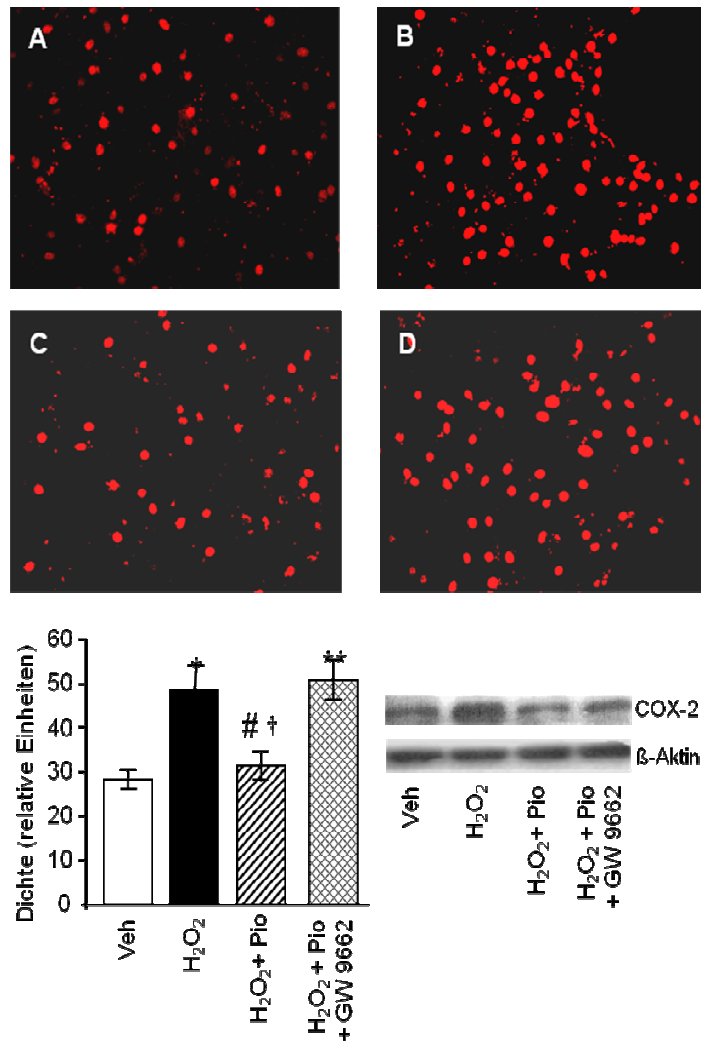 A
B
C
D
Dichte (relative Einheiten)
60
50
40
30
20
10
0
*
# †
**
Veh
H₂O₂
H₂O₂+ Pio
H₂O₂ + Pio
+ GW 9662
COX-2
ß-Aktin
Veh
H₂O₂
H₂O₂+ Pio
H₂O₂ + Pio
+ GW 9662